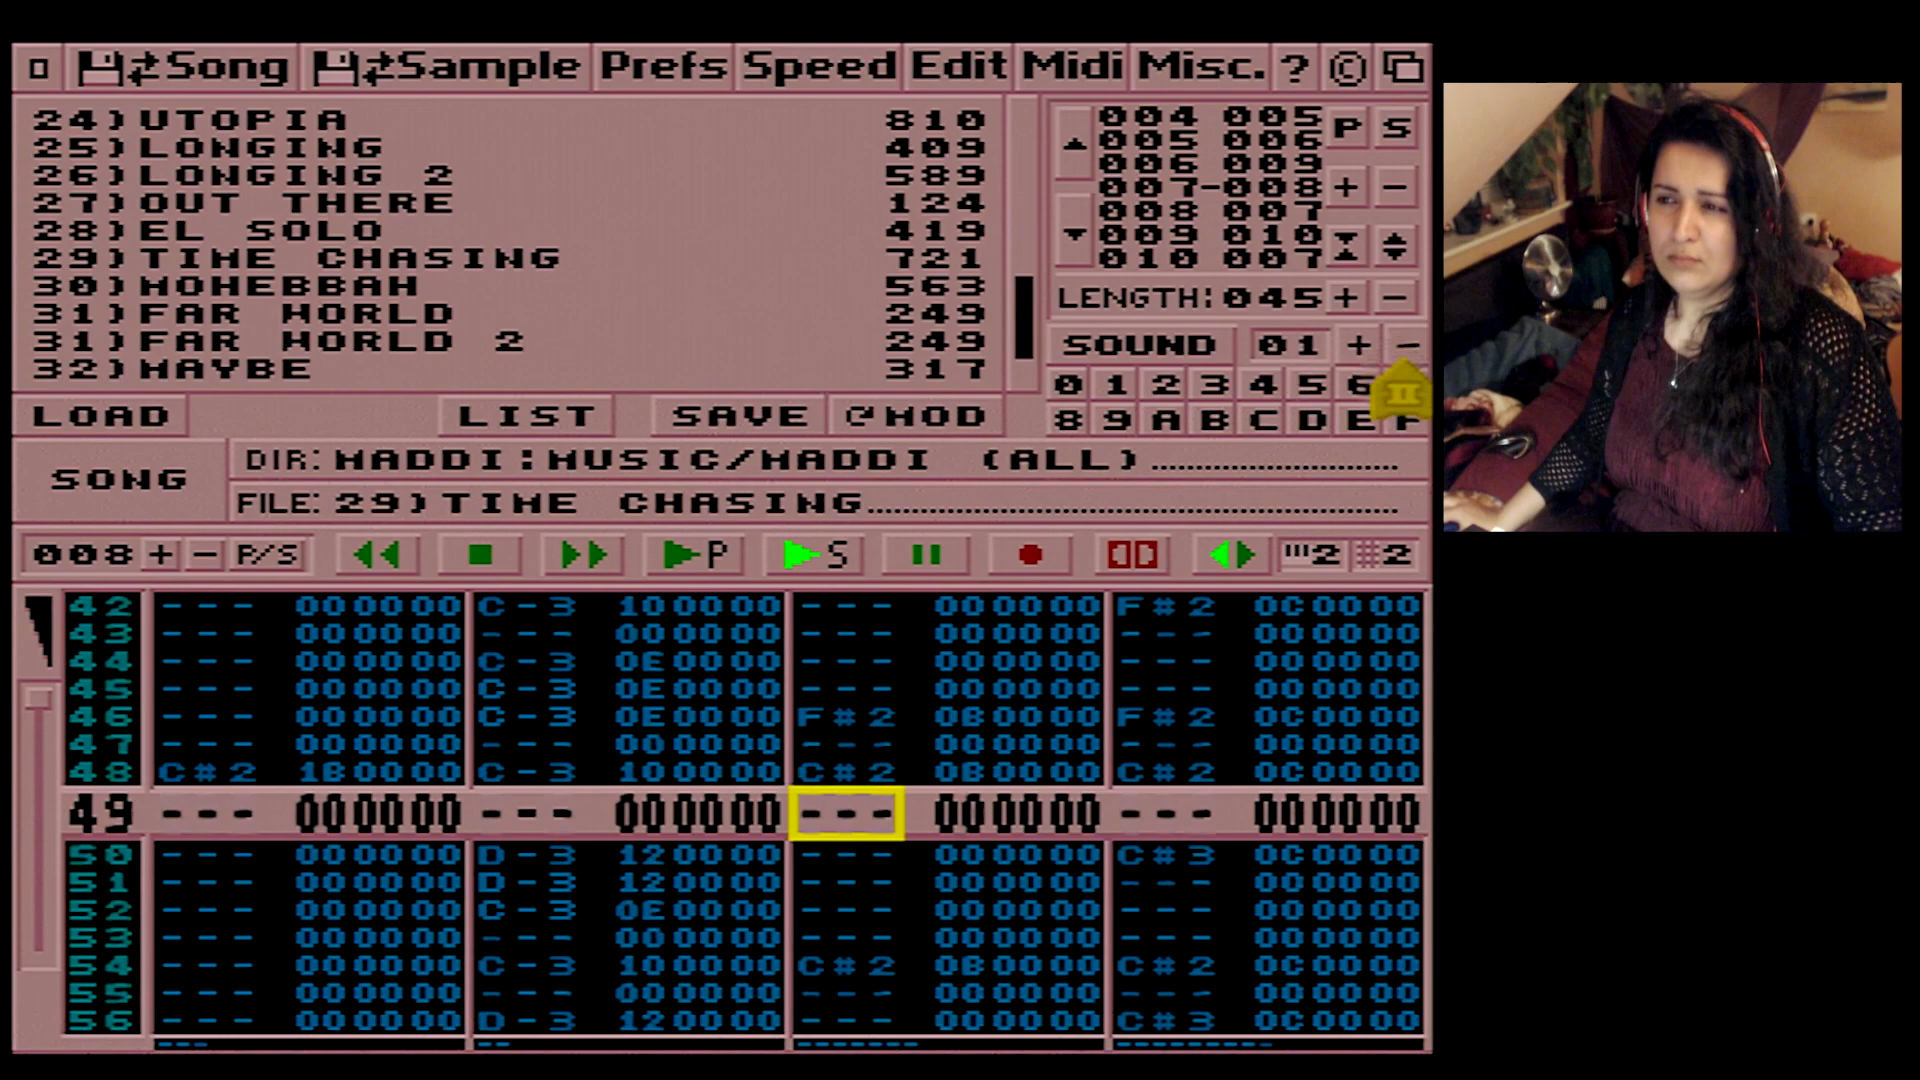 Song Sample Prefs Speed Edit Midi Misc. ? ©
24)UTOPIA 810
25)LONGING 409
26)LONGING 2 589
27)OUT THERE 124
28)EL SOLO 419
29)TIME CHASING 721
30)MOHEBBAH 563
31)FAR WORLD 249
31)FAR WORLD 2 249
32)MAYBE 317
004 005
005 006
006 009
007-008
008 007
009 010
010 007
P S
+ -
LENGTH:045 + -
SOUND 01 + -
0 1 2 3 4 5 6
8 9 A B C D E F
LOAD LIST SAVE MOD
SONG
DIR: MADDI:MUSIC/MADDI (ALL)
FILE: 29)TIME CHASING
008 + - P/S P S 2 2
42 --- 000000 C-3 100000 --- 000000 F#2 0C0000
43 --- 000000 --- 000000 --- 000000 --- 000000
44 --- 000000 C-3 0E0000 --- 000000 --- 000000
45 --- 000000 C-3 0E0000 --- 000000 --- 000000
46 --- 000000 C-3 0E0000 F#2 0B0000 F#2 0C0000
47 --- 000000 --- 000000 --- 000000 --- 000000
48 C#2 1B0000 C-3 100000 C#2 0B0000 C#2 0C0000
49 --- 000000 --- 000000 --- 000000 --- 000000
50 --- 000000 D-3 120000 --- 000000 C#3 0C0000
51 --- 000000 D-3 120000 --- 000000 --- 000000
52 --- 000000 C-3 0E0000 --- 000000 --- 000000
53 --- 000000 --- 000000 --- 000000 --- 000000
54 --- 000000 C-3 100000 C#2 0B0000 C#2 0C0000
55 --- 000000 --- 000000 --- 000000 --- 000000
56 --- 000000 D-3 120000 --- 000000 C#3 0C0000